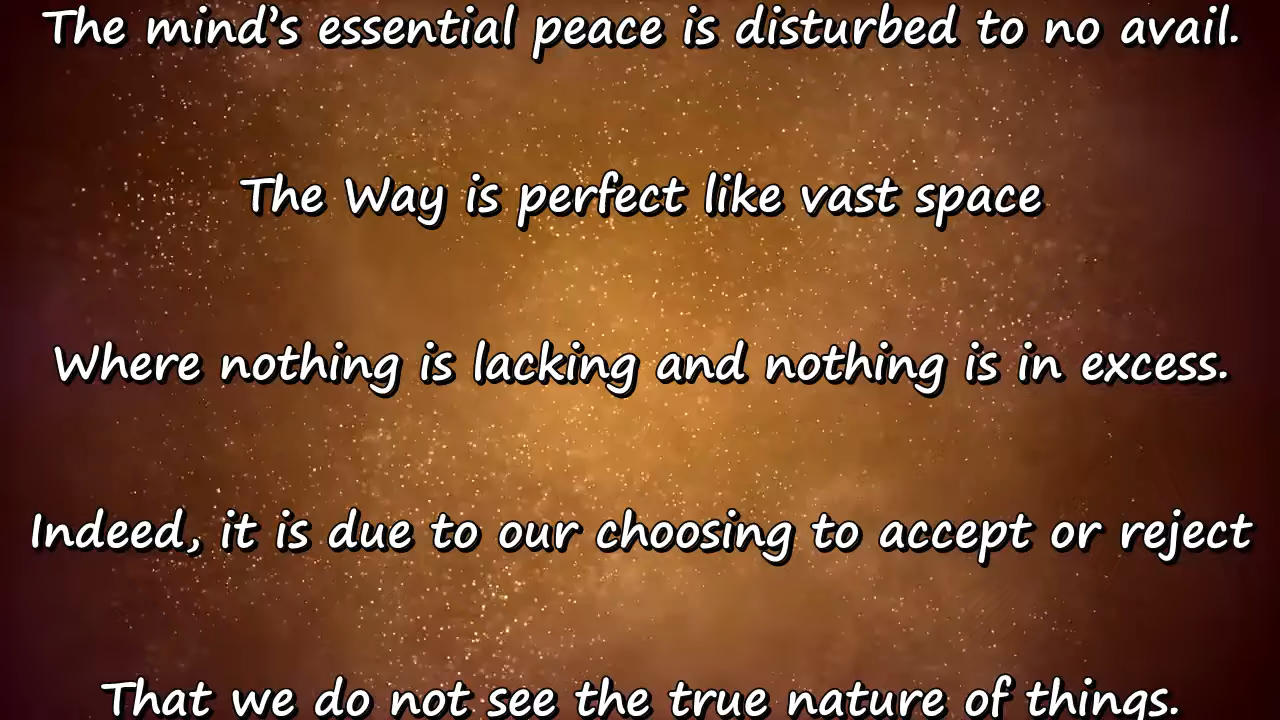 The mind’s essential peace is disturbed to no avail.
The Way is perfect like vast space
Where nothing is lacking and nothing is in excess.
Indeed, it is due to our choosing to accept or reject
That we do not see the true nature of things.